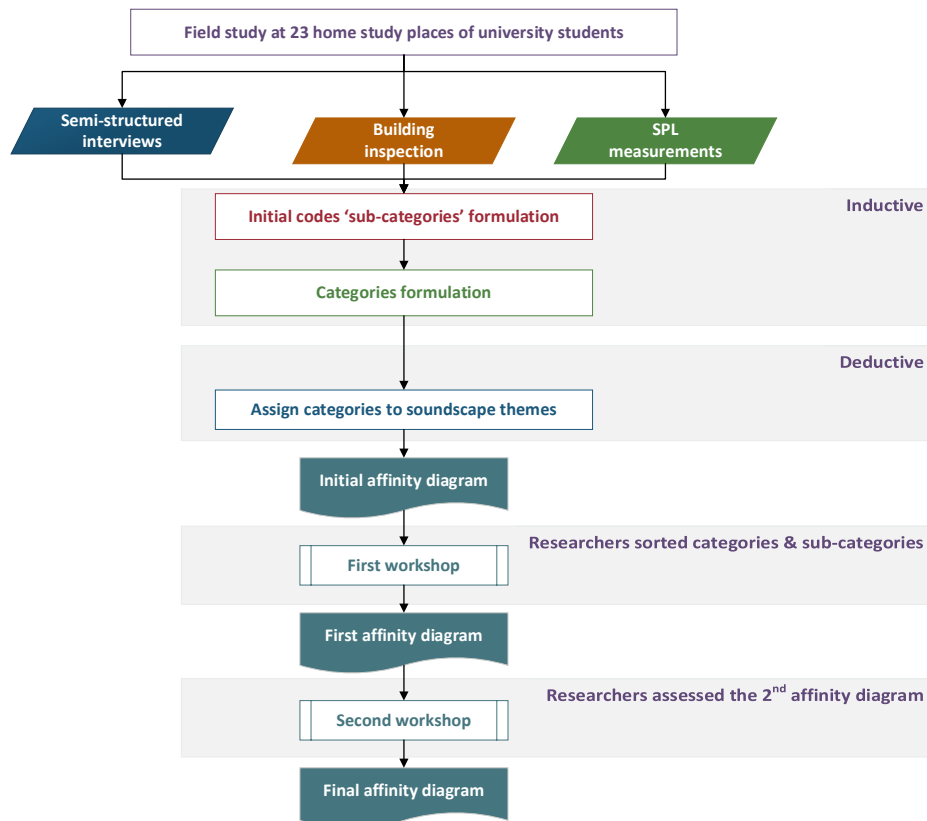 Field study at 23 home study places of university students
Semi-structured
interviews
Building
inspection
SPL
measurements
Inductive
Initial codes ‘sub-categories’ formulation
Categories formulation
Deductive
Assign categories to soundscape themes
Initial affinity diagram
Researchers sorted categories & sub-categories
First workshop
First affinity diagram
Researchers assessed the 2nd affinity diagram
Second workshop
Final affinity diagram